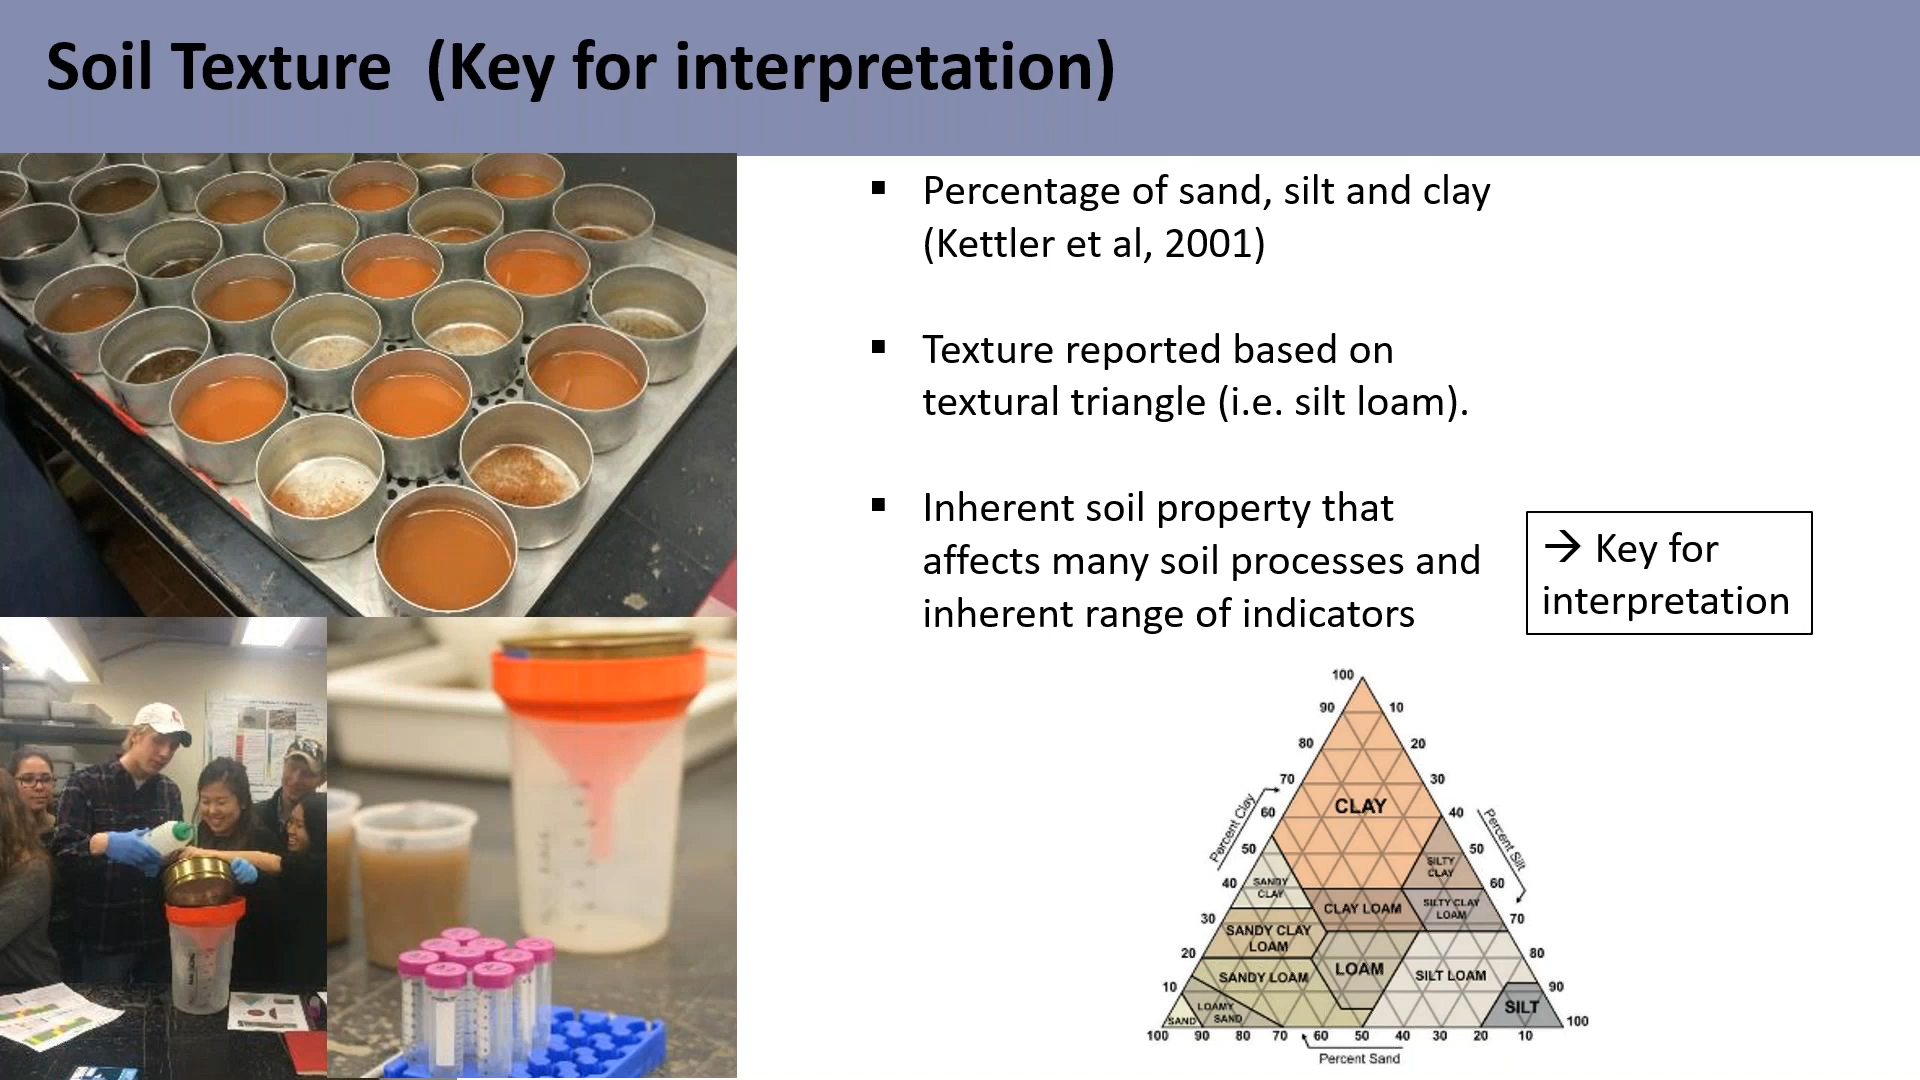 Soil Texture  (Key for interpretation)
▪ Percentage of sand, silt and clay
(Kettler et al, 2001)
▪ Texture reported based on
textural triangle (i.e. silt loam).
▪ Inherent soil property that
affects many soil processes and
inherent range of indicators
→ Key for
interpretation
100
90 10
80 20
70 30
60 40
50 50
40 60
30 70
20 80
10 90
100
Percent Clay
Percent Silt
CLAY
SILTY
CLAY
SANDY
CLAY
CLAY LOAM
SILTY CLAY
LOAM
SANDY CLAY
LOAM
LOAM
SILT LOAM
SANDY LOAM
LOAMY
SAND
SAND
SILT
100 90 80 70 60 50 40 30 20 10
Percent Sand